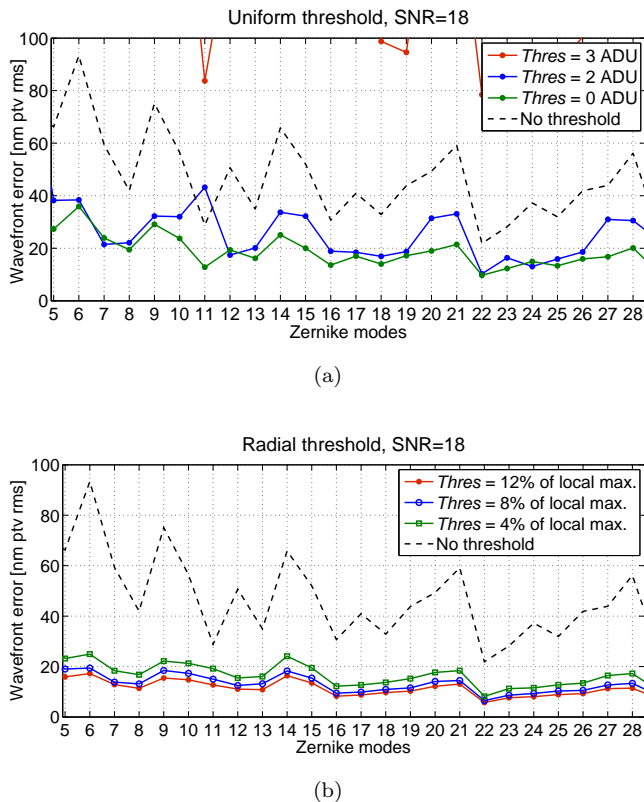 Uniform threshold, SNR=18
100
80
60
40
20
0
Wavefront error [nm ptv rms]
Thres = 3 ADU
Thres = 2 ADU
Thres = 0 ADU
No threshold
5 6 7 8 9 10 11 12 13 14 15 16 17 18 19 20 21 22 23 24 25 26 27 28
Zernike modes
(a)
Radial threshold, SNR=18
100
80
60
40
20
0
Wavefront error [nm ptv rms]
Thres = 12% of local max.
Thres = 8% of local max.
Thres = 4% of local max.
No threshold
5 6 7 8 9 10 11 12 13 14 15 16 17 18 19 20 21 22 23 24 25 26 27 28
Zernike modes
(b)